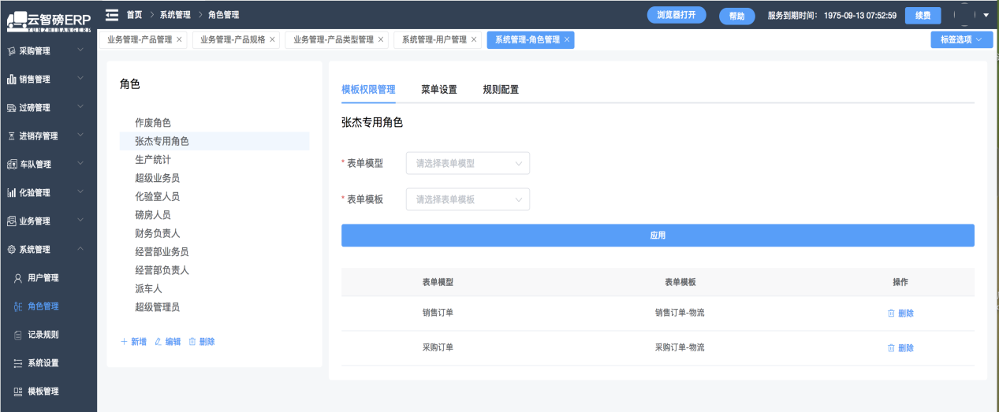 云智磅ERP
YUNZHIBANGERP
首页 系统管理 角色管理
浏览器打开 帮助 服务到期时间： 1975-09-13 07:52:59 续费
业务管理-产品管理 业务管理-产品规格 业务管理-产品类型管理 系统管理-用户管理 系统管理-角色管理 标签选项
采购管理
销售管理
过磅管理
进销存管理
车队管理
化验管理
业务管理
系统管理
用户管理
角色管理
记录规则
系统设置
模板管理
角色
作废角色
张杰专用角色
生产统计
超级业务员
化验室人员
磅房人员
财务负责人
经营部业务员
经营部负责人
派车人
超级管理员
新增 编辑 删除
模板权限管理 菜单设置 规则配置
张杰专用角色
* 表单模型 请选择表单模型
* 表单模板 请选择表单模板
应用
表单模型 表单模板 操作
销售订单 销售订单-物流 删除
采购订单 采购订单-物流 删除